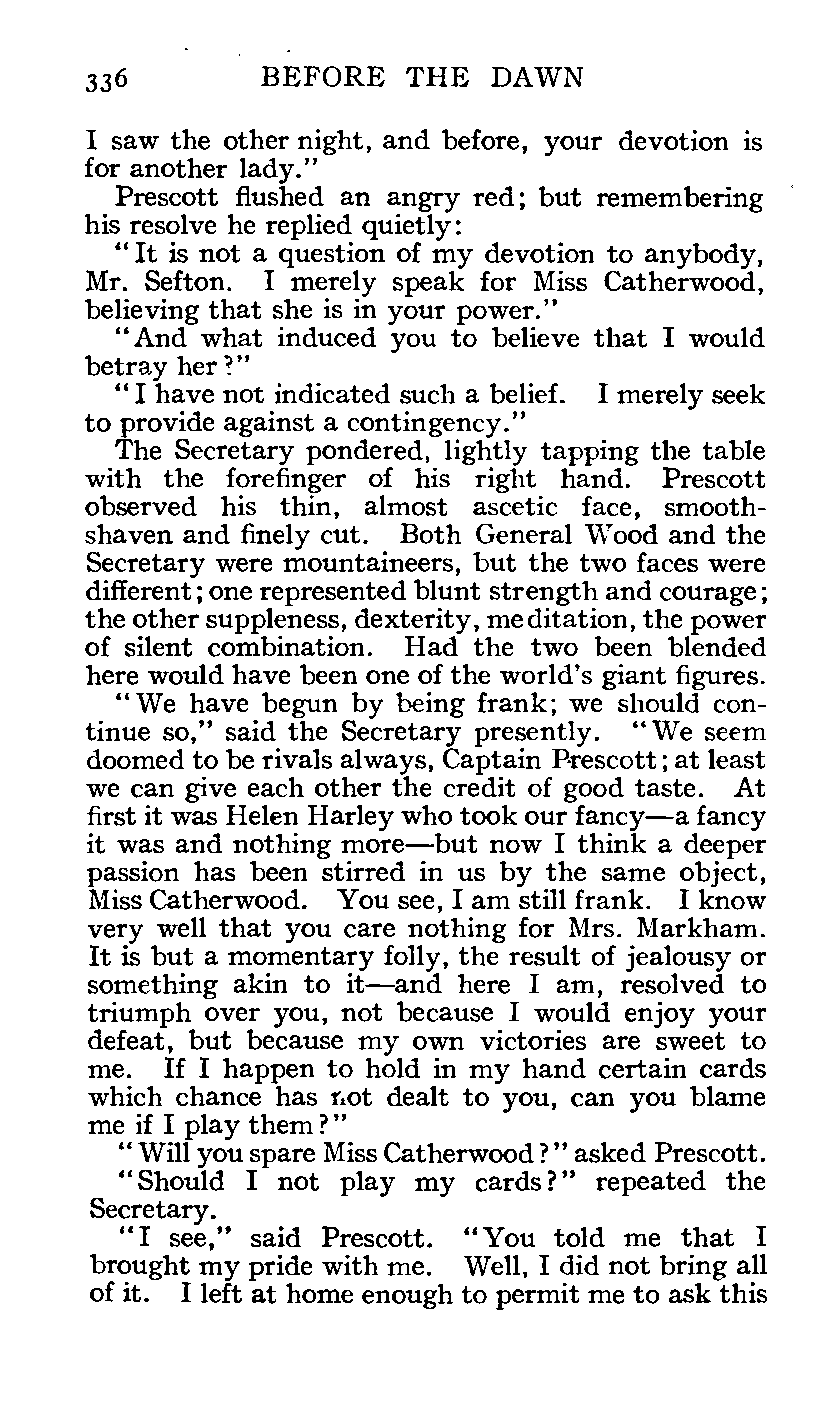 336 BEFORE THE DAWN
I saw the other night, and before, your devotion is
for another lady."
Prescott flushed an angry red; but remembering
his resolve he replied quietly:
"It is not a question of my devotion to anybody,
Mr. Sefton. I merely speak for Miss Catherwood,
believing that she is in your power."
"And what induced you to believe that I would
betray her?"
"I have not indicated such a belief. I merely seek
to provide against a contingency."
The Secretary pondered, lightly tapping the table
with the forefinger of his right hand. Prescott
observed his thin, almost ascetic face, smooth-
shaven and finely cut. Both General Wood and the
Secretary were mountaineers, but the two faces were
different; one represented blunt strength and courage;
the other suppleness, dexterity, meditation, the power
of silent combination. Had the two been blended
here would have been one of the world's giant figures.
"We have begun by being frank; we should con-
tinue so," said the Secretary presently. "We seem
doomed to be rivals always, Captain Prescott; at least
we can give each other the credit of good taste. At
first it was Helen Harley who took our fancy—a fancy
it was and nothing more—but now I think a deeper
passion has been stirred in us by the same object,
Miss Catherwood. You see, I am still frank. I know
very well that you care nothing for Mrs. Markham.
It is but a momentary folly, the result of jealousy or
something akin to it—and here I am, resolved to
triumph over you, not because I would enjoy your
defeat, but because my own victories are sweet to
me. If I happen to hold in my hand certain cards
which chance has not dealt to you, can you blame
me if I play them?"
"Will you spare Miss Catherwood?" asked Prescott.
"Should I not play my cards?" repeated the
Secretary.
"I see," said Prescott. "You told me that I
brought my pride with me. Well, I did not bring all
of it. I left at home enough to permit me to ask this